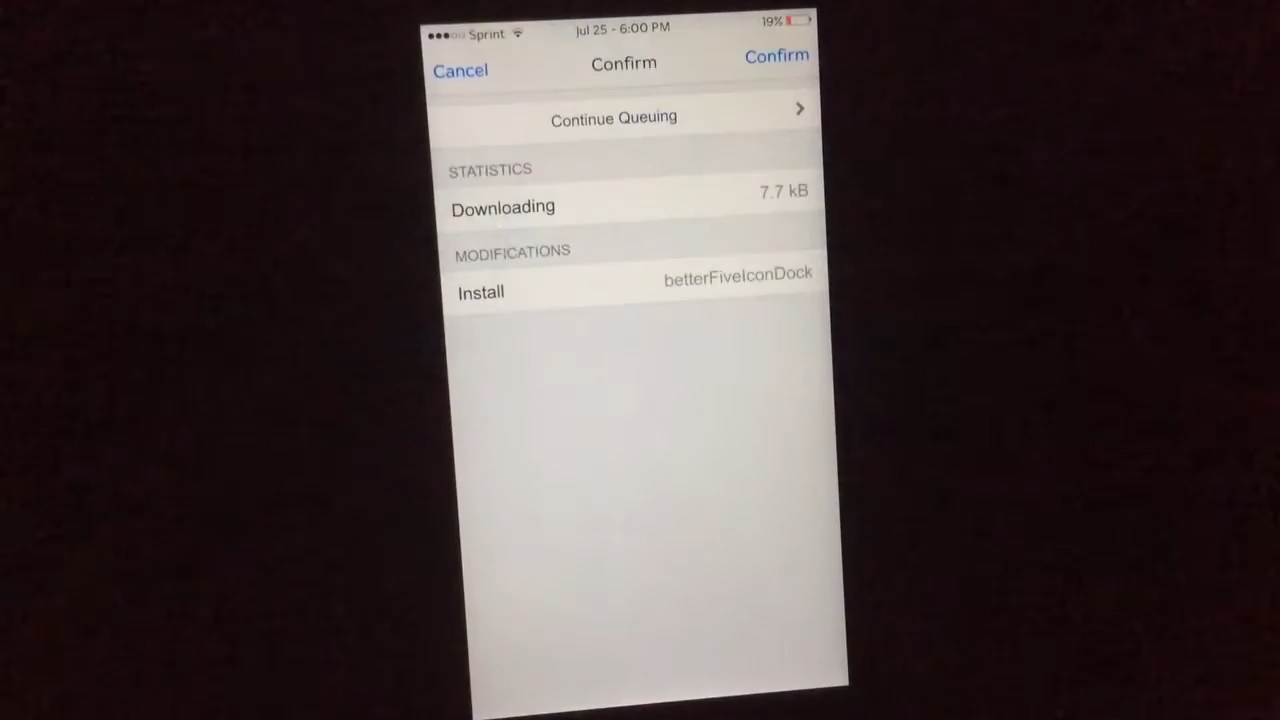 Sprint Jul 25 - 6:00 PM 19%
Cancel Confirm Confirm
Continue Queuing
STATISTICS
Downloading 7.7 kB
MODIFICATIONS
Install betterFiveIconDock